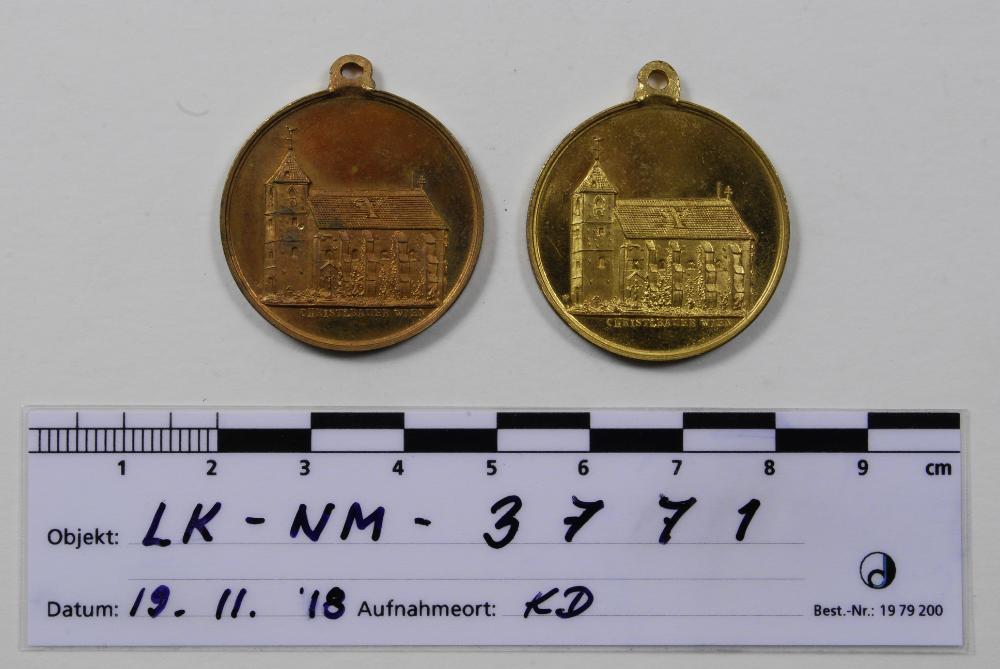 CHRISTLBAUER WIEN
CHRISTLBAUER WIEN
1 2 3 4 5 6 7 8 9 cm
Objekt: LK-NM-3771
Datum: 19. 11. '18 Aufnahmeort: KD
Best.-Nr.: 19 79 200